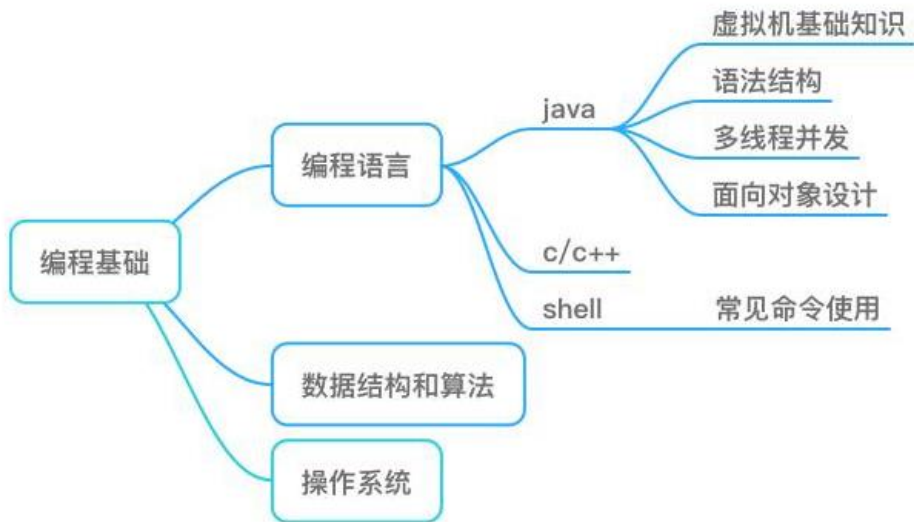 编程基础
编程语言
java
虚拟机基础知识
语法结构
多线程并发
面向对象设计
c/c++
shell
常见命令使用
数据结构和算法
操作系统